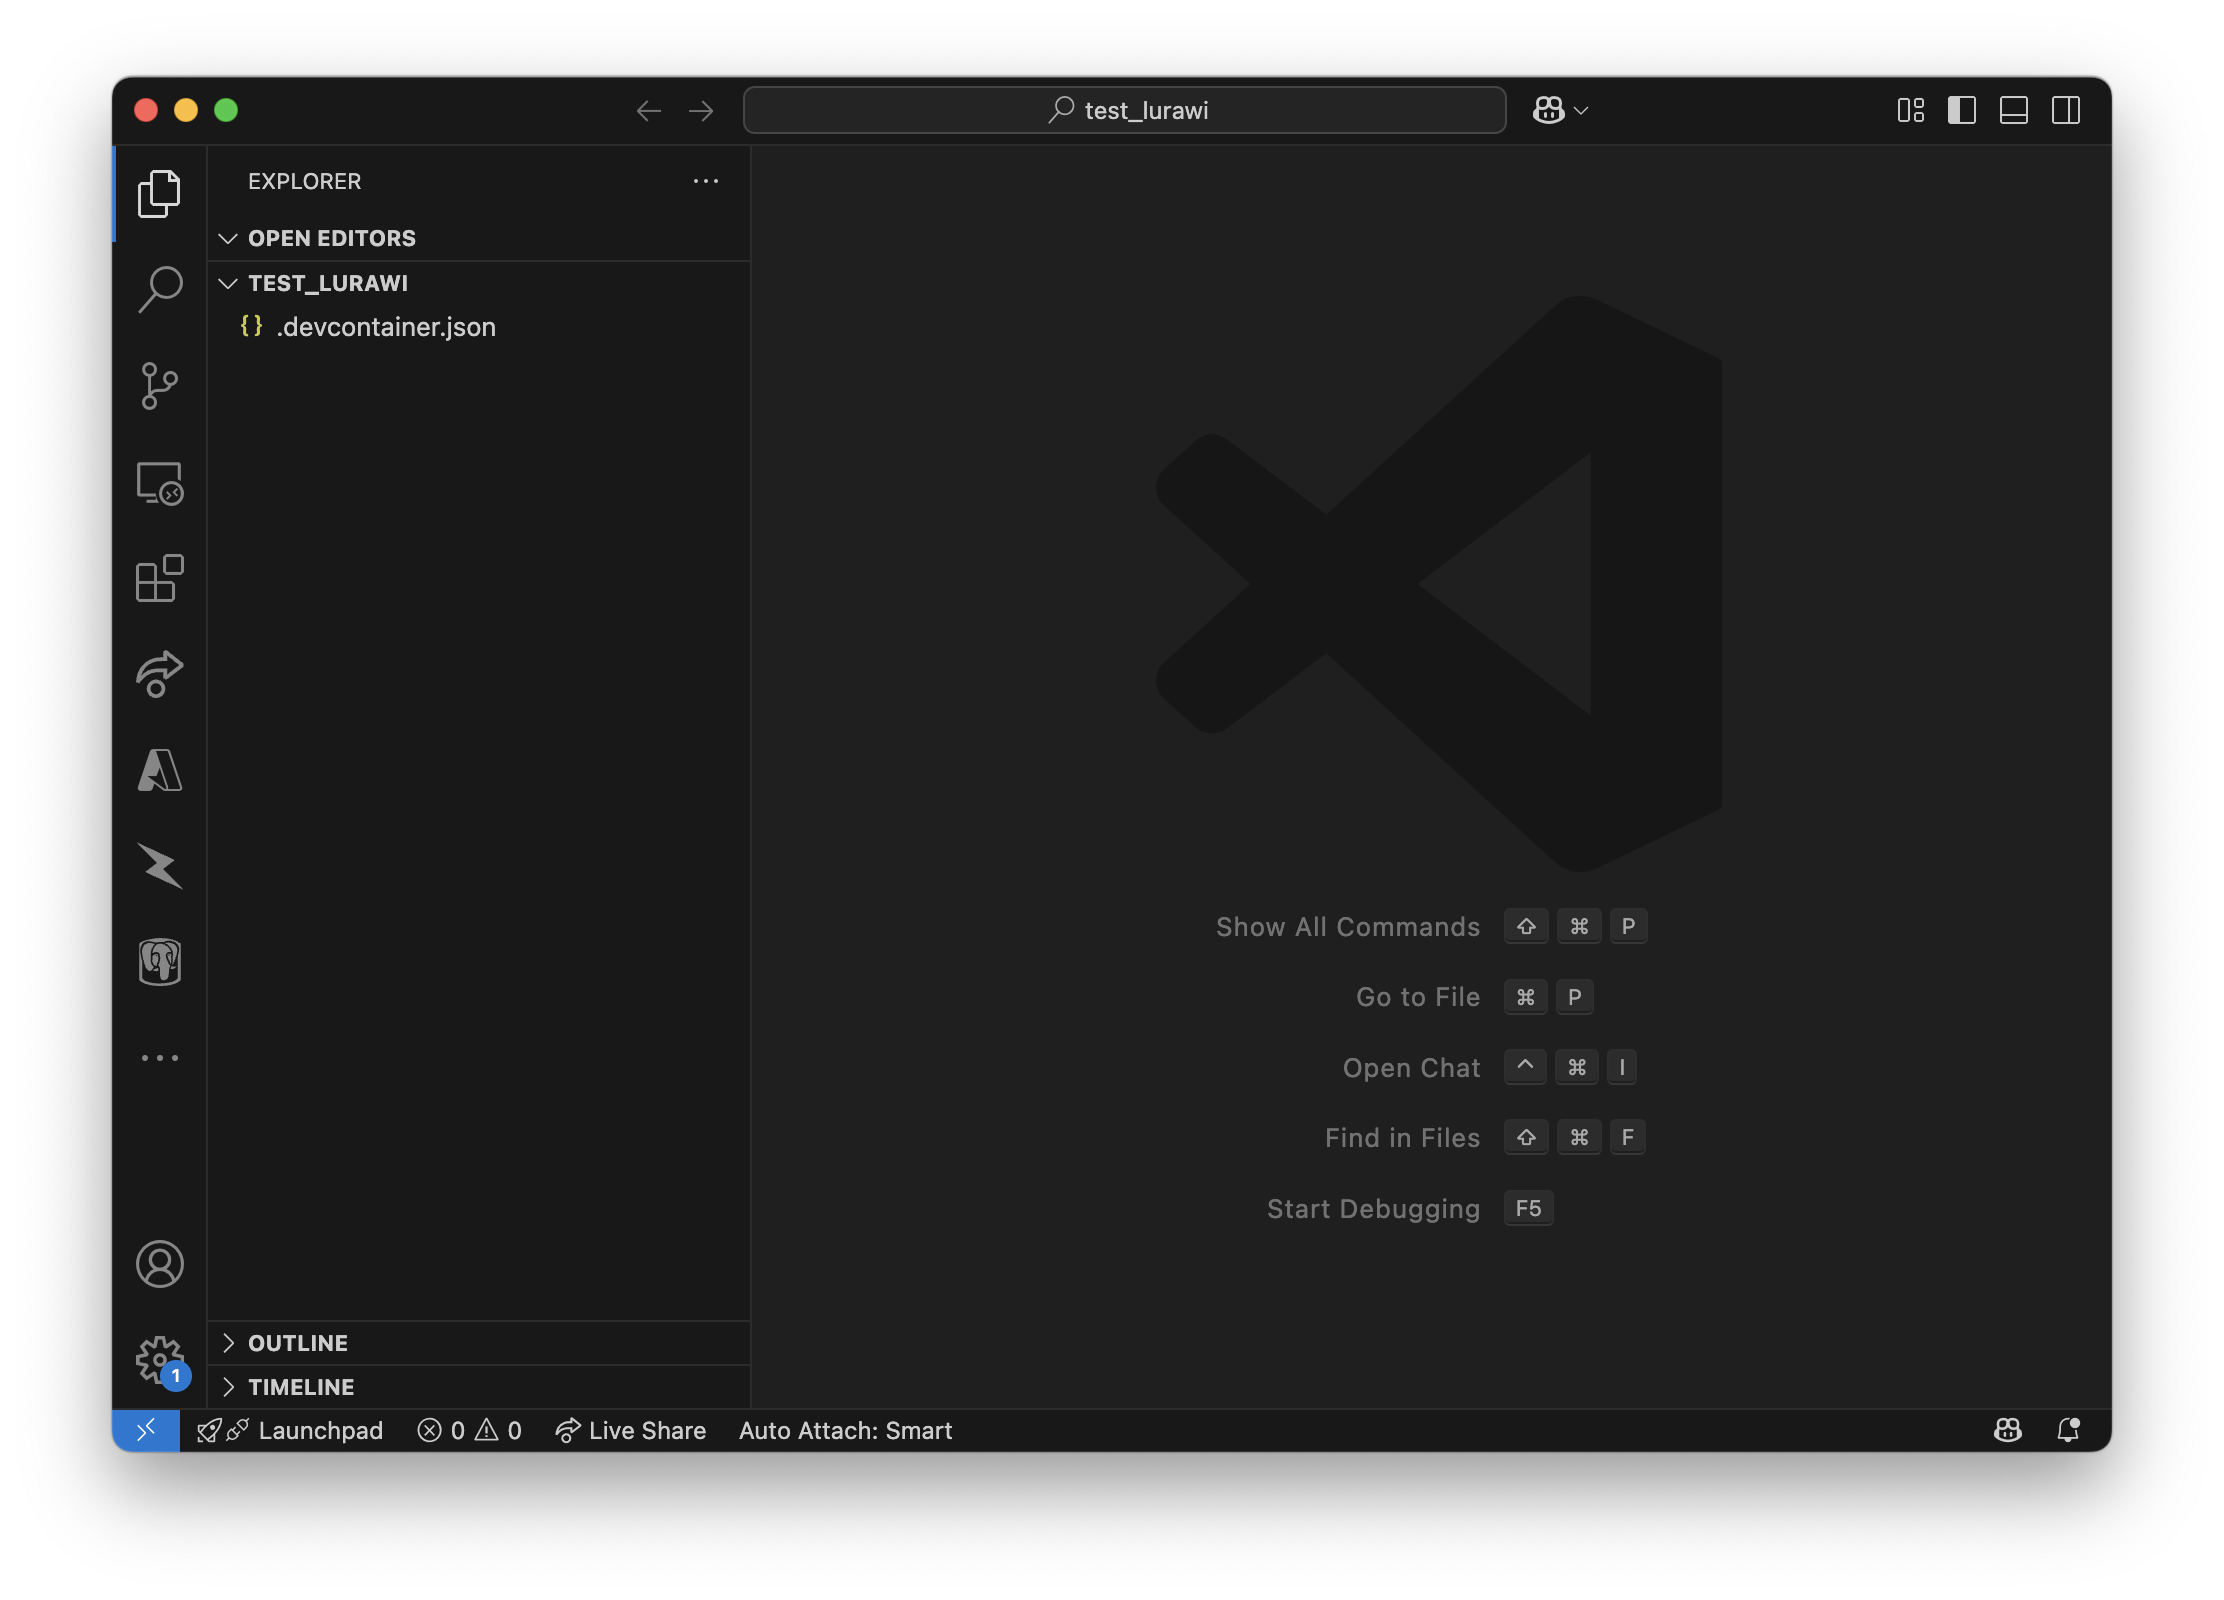 test_lurawi
EXPLORER
OPEN EDITORS
TEST_LURAWI
{} .devcontainer.json
Show All Commands ⇧ ⌘ P
Go to File ⌘ P
Open Chat ^ ⌘ I
Find in Files ⇧ ⌘ F
Start Debugging F5
OUTLINE
1
TIMELINE
Launchpad 0 0 Live Share Auto Attach: Smart